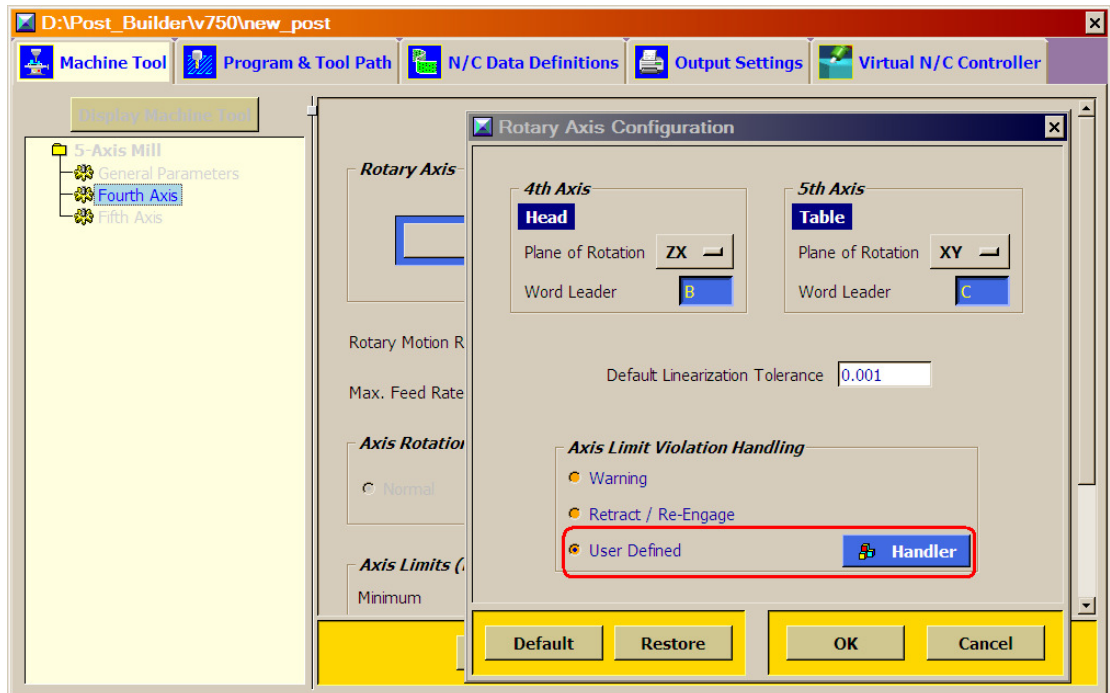 D:\Post_Builder\v750\new_post
Machine Tool Program & Tool Path N/C Data Definitions Output Settings Virtual N/C Controller
Display Machine Tool
5-Axis Mill
General Parameters
Fourth Axis
Fifth Axis
Rotary Axis
Rotary Motion R
Max. Feed Rate
Axis Rotation
Normal
Axis Limits (
Minimum
Rotary Axis Configuration
4th Axis
Head
Plane of Rotation ZX
Word Leader B
5th Axis
Table
Plane of Rotation XY
Word Leader C
Default Linearization Tolerance 0.001
Axis Limit Violation Handling
Warning
Retract / Re-Engage
User Defined Handler
Default Restore OK Cancel